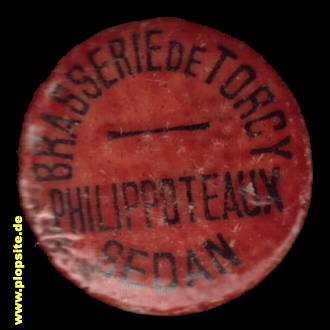 BRASSERIE DE TORCY
PHILIPPOTEAUX
SEDAN
www.plopsite.de